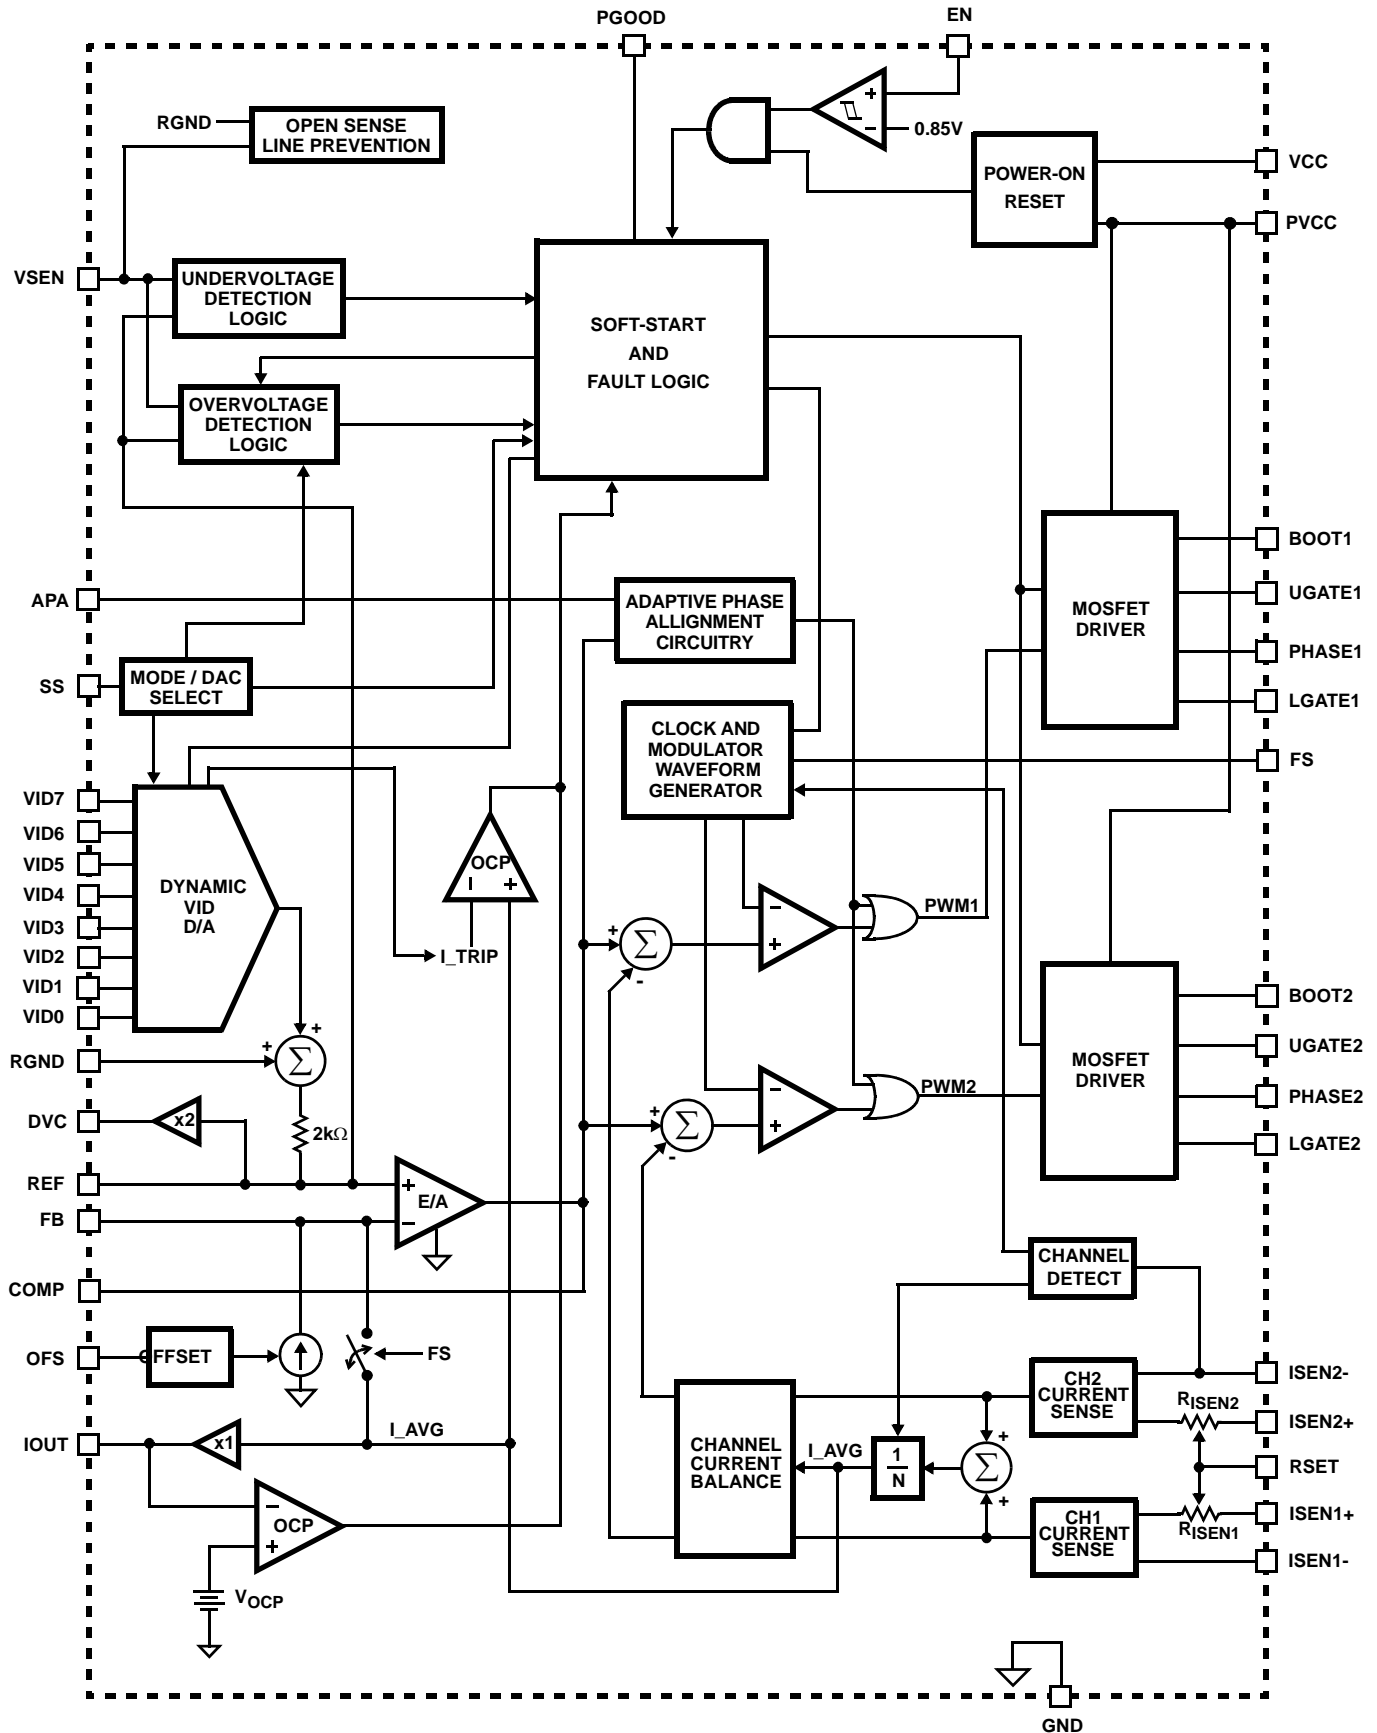 PGOOD
EN
RGND
OPEN SENSE
LINE PREVENTION
+
−
0.85V
POWER-ON
RESET
VCC
PVCC
VSEN
UNDERVOLTAGE
DETECTION
LOGIC
SOFT-START
AND
FAULT LOGIC
OVERVOLTAGE
DETECTION
LOGIC
BOOT1
UGATE1
PHASE1
LGATE1
MOSFET
DRIVER
APA
ADAPTIVE PHASE
ALLIGNMENT
CIRCUITRY
SS
MODE / DAC
SELECT
CLOCK AND
MODULATOR
WAVEFORM
GENERATOR
FS
VID7
VID6
VID5
VID4
VID3
VID2
VID1
VID0
DYNAMIC
VID
D/A
OCP
− +
I_TRIP
+
Σ
-
−
+
PWM1
BOOT2
UGATE2
PHASE2
LGATE2
MOSFET
DRIVER
RGND
+
+
Σ
+
Σ
-
−
+
PWM2
DVC
x2
2kΩ
REF
FB
+
−
E/A
COMP
CHANNEL
DETECT
OFS
OFFSET
FS
IOUT
x1
I_AVG
CHANNEL
CURRENT
BALANCE
I_AVG
1
N
+
Σ
+
CH2
CURRENT
SENSE
RISEN2
ISEN2-
ISEN2+
RSET
ISEN1+
ISEN1-
RISEN1
CH1
CURRENT
SENSE
−
OCP
+
VOCP
GND